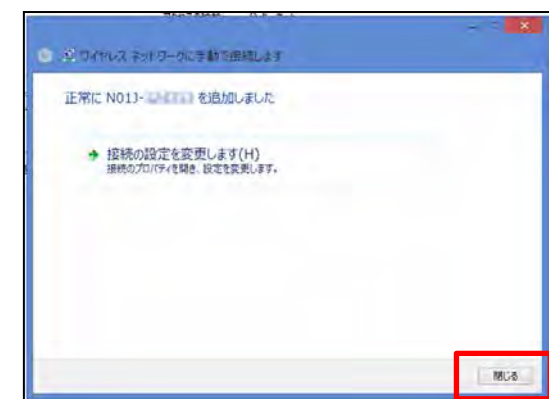 ワイヤレス ネットワークに手動で接続します
正常に N01J- を追加しました
接続の設定を変更します(H)
接続のプロパティを開き、設定を変更します。
閉じる